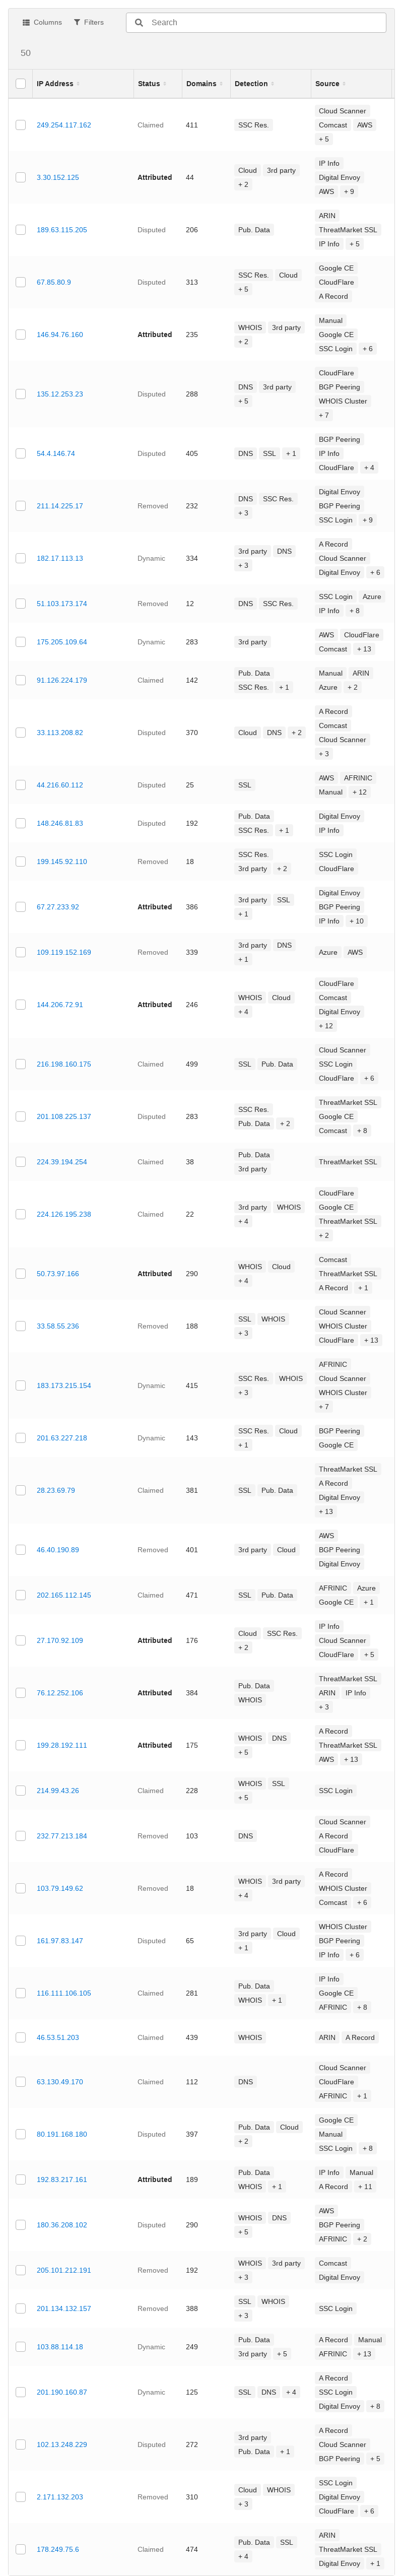 Columns Filters Search
50
IP Address Status Domains Detection Source
249.254.117.162 Claimed 411 SSC Res. Cloud Scanner Comcast AWS + 5
3.30.152.125 Attributed 44 Cloud 3rd party + 2 IP Info Digital Envoy AWS + 9
189.63.115.205 Disputed 206 Pub. Data ARIN ThreatMarket SSL IP Info + 5
67.85.80.9 Disputed 313 SSC Res. Cloud + 5 Google CE CloudFlare A Record
146.94.76.160 Attributed 235 WHOIS 3rd party + 2 Manual Google CE SSC Login + 6
135.12.253.23 Disputed 288 DNS 3rd party + 5 CloudFlare BGP Peering WHOIS Cluster + 7
54.4.146.74 Disputed 405 DNS SSL + 1 BGP Peering IP Info CloudFlare + 4
211.14.225.17 Removed 232 DNS SSC Res. + 3 Digital Envoy BGP Peering SSC Login + 9
182.17.113.13 Dynamic 334 3rd party DNS + 3 A Record Cloud Scanner Digital Envoy + 6
51.103.173.174 Removed 12 DNS SSC Res. SSC Login Azure IP Info + 8
175.205.109.64 Dynamic 283 3rd party AWS CloudFlare Comcast + 13
91.126.224.179 Claimed 142 Pub. Data SSC Res. + 1 Manual ARIN Azure + 2
33.113.208.82 Disputed 370 Cloud DNS + 2 A Record Comcast Cloud Scanner + 3
44.216.60.112 Disputed 25 SSL AWS AFRINIC Manual + 12
148.246.81.83 Disputed 192 Pub. Data SSC Res. + 1 Digital Envoy IP Info
199.145.92.110 Removed 18 SSC Res. 3rd party + 2 SSC Login CloudFlare
67.27.233.92 Attributed 386 3rd party SSL + 1 Digital Envoy BGP Peering IP Info + 10
109.119.152.169 Removed 339 3rd party DNS + 1 Azure AWS
144.206.72.91 Attributed 246 WHOIS Cloud + 4 CloudFlare Comcast Digital Envoy + 12
216.198.160.175 Claimed 499 SSL Pub. Data Cloud Scanner SSC Login CloudFlare + 6
201.108.225.137 Disputed 283 SSC Res. Pub. Data + 2 ThreatMarket SSL Google CE Comcast + 8
224.39.194.254 Claimed 38 Pub. Data 3rd party ThreatMarket SSL
224.126.195.238 Claimed 22 3rd party WHOIS + 4 CloudFlare Google CE ThreatMarket SSL + 2
50.73.97.166 Attributed 290 WHOIS Cloud + 4 Comcast ThreatMarket SSL A Record + 1
33.58.55.236 Removed 188 SSL WHOIS + 3 Cloud Scanner WHOIS Cluster CloudFlare + 13
183.173.215.154 Dynamic 415 SSC Res. WHOIS + 3 AFRINIC Cloud Scanner WHOIS Cluster + 7
201.63.227.218 Dynamic 143 SSC Res. Cloud + 1 BGP Peering Google CE
28.23.69.79 Claimed 381 SSL Pub. Data ThreatMarket SSL A Record Digital Envoy + 13
46.40.190.89 Removed 401 3rd party Cloud AWS BGP Peering Digital Envoy
202.165.112.145 Claimed 471 SSL Pub. Data AFRINIC Azure Google CE + 1
27.170.92.109 Attributed 176 Cloud SSC Res. + 2 IP Info Cloud Scanner CloudFlare + 5
76.12.252.106 Attributed 384 Pub. Data WHOIS ThreatMarket SSL ARIN IP Info + 3
199.28.192.111 Attributed 175 WHOIS DNS + 5 A Record ThreatMarket SSL AWS + 13
214.99.43.26 Claimed 228 WHOIS SSL + 5 SSC Login
232.77.213.184 Removed 103 DNS Cloud Scanner A Record CloudFlare
103.79.149.62 Removed 18 WHOIS 3rd party + 4 A Record WHOIS Cluster Comcast + 6
161.97.83.147 Disputed 65 3rd party Cloud + 1 WHOIS Cluster BGP Peering IP Info + 6
116.111.106.105 Claimed 281 Pub. Data WHOIS + 1 IP Info Google CE AFRINIC + 8
46.53.51.203 Claimed 439 WHOIS ARIN A Record
63.130.49.170 Claimed 112 DNS Cloud Scanner CloudFlare AFRINIC + 1
80.191.168.180 Disputed 397 Pub. Data Cloud + 2 Google CE Manual SSC Login + 8
192.83.217.161 Attributed 189 Pub. Data WHOIS + 1 IP Info Manual A Record + 11
180.36.208.102 Disputed 290 WHOIS DNS + 5 AWS BGP Peering AFRINIC + 2
205.101.212.191 Removed 192 WHOIS 3rd party + 3 Comcast Digital Envoy
201.134.132.157 Removed 388 SSL WHOIS + 3 SSC Login
103.88.114.18 Dynamic 249 Pub. Data 3rd party + 5 A Record Manual AFRINIC + 13
201.190.160.87 Dynamic 125 SSL DNS + 4 A Record SSC Login Digital Envoy + 8
102.13.248.229 Disputed 272 3rd party Pub. Data + 1 A Record Cloud Scanner BGP Peering + 5
2.171.132.203 Removed 310 Cloud WHOIS + 3 SSC Login Digital Envoy CloudFlare + 6
178.249.75.6 Claimed 474 Pub. Data SSL + 4 ARIN ThreatMarket SSL Digital Envoy + 1